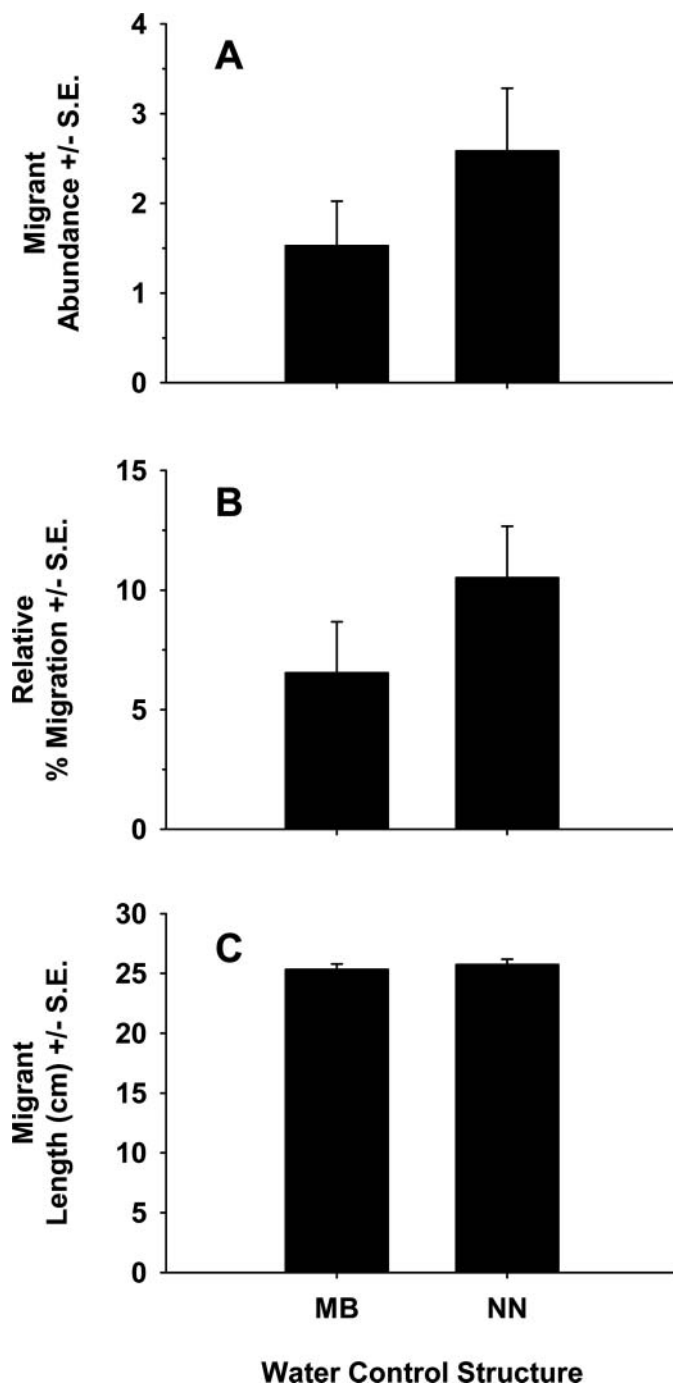 A
Migrant
Abundance +/- S.E.
4
3
2
1
0
B
Relative
% Migration +/- S.E.
15
10
5
0
C
Migrant
Length (cm) +/- S.E.
30
25
20
15
10
5
0
MB NN
Water Control Structure